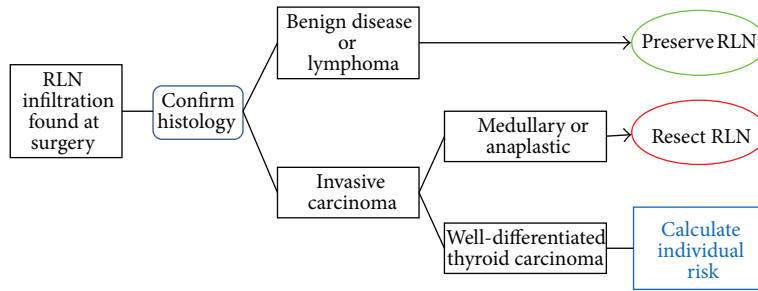 RLN
infiltration
found at
surgery
Confirm
histology
Benign disease
or
lymphoma
Preserve RLN
Invasive
carcinoma
Medullary or
anaplastic
Resect RLN
Well-differentiated
thyroid carcinoma
Calculate
individual
risk